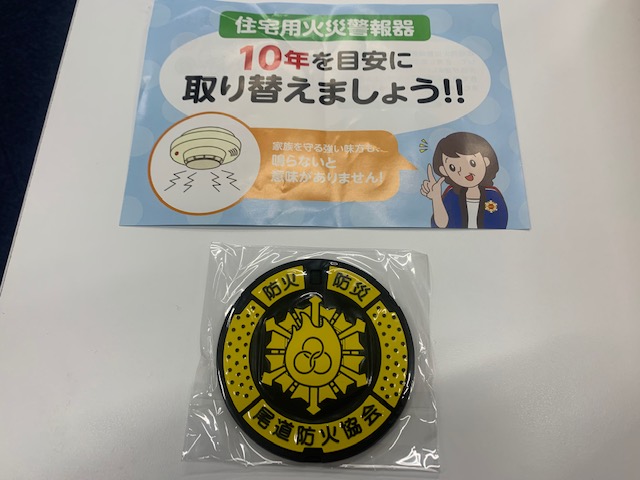 住宅用火災警報器
10年を目安に
取り替えましょう!!
家族を守る強い味方も、
鳴らないと
意味がありません!
防火 防災
尾道防火協会